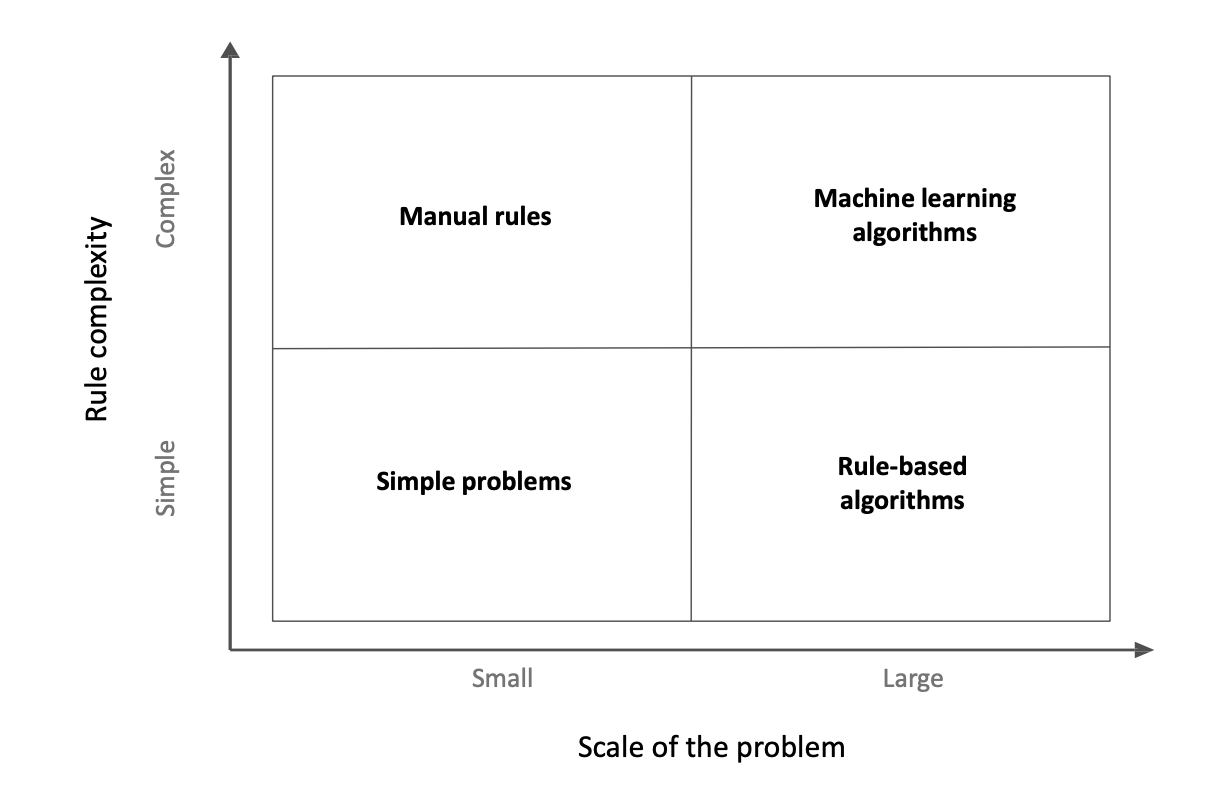 Rule complexity
Complex
Simple
Manual rules
Machine learning
algorithms
Simple problems
Rule-based
algorithms
Small
Large
Scale of the problem